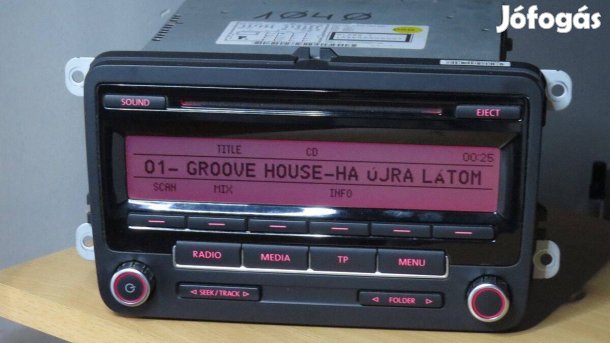 Jófogás
1040
SOUND
EJECT
TITLE CD 00:25
01- GROOVE HOUSE-HA ÚJRA LÁTOM
SCAN MIX INFO
RADIO MEDIA TP MENU
SEEK / TRACK FOLDER